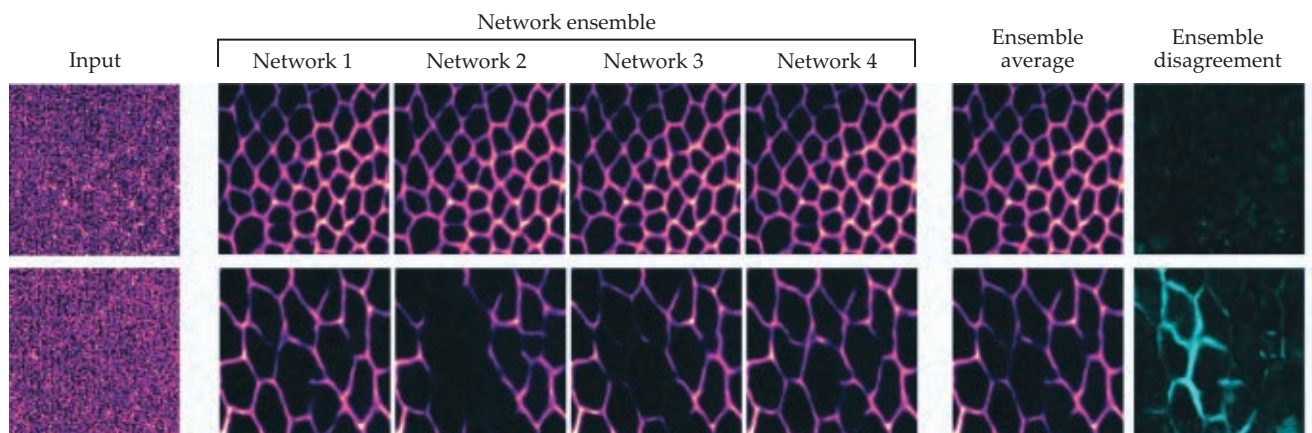 Network ensemble
Input
Network 1
Network 2
Network 3
Network 4
Ensemble
average
Ensemble
disagreement